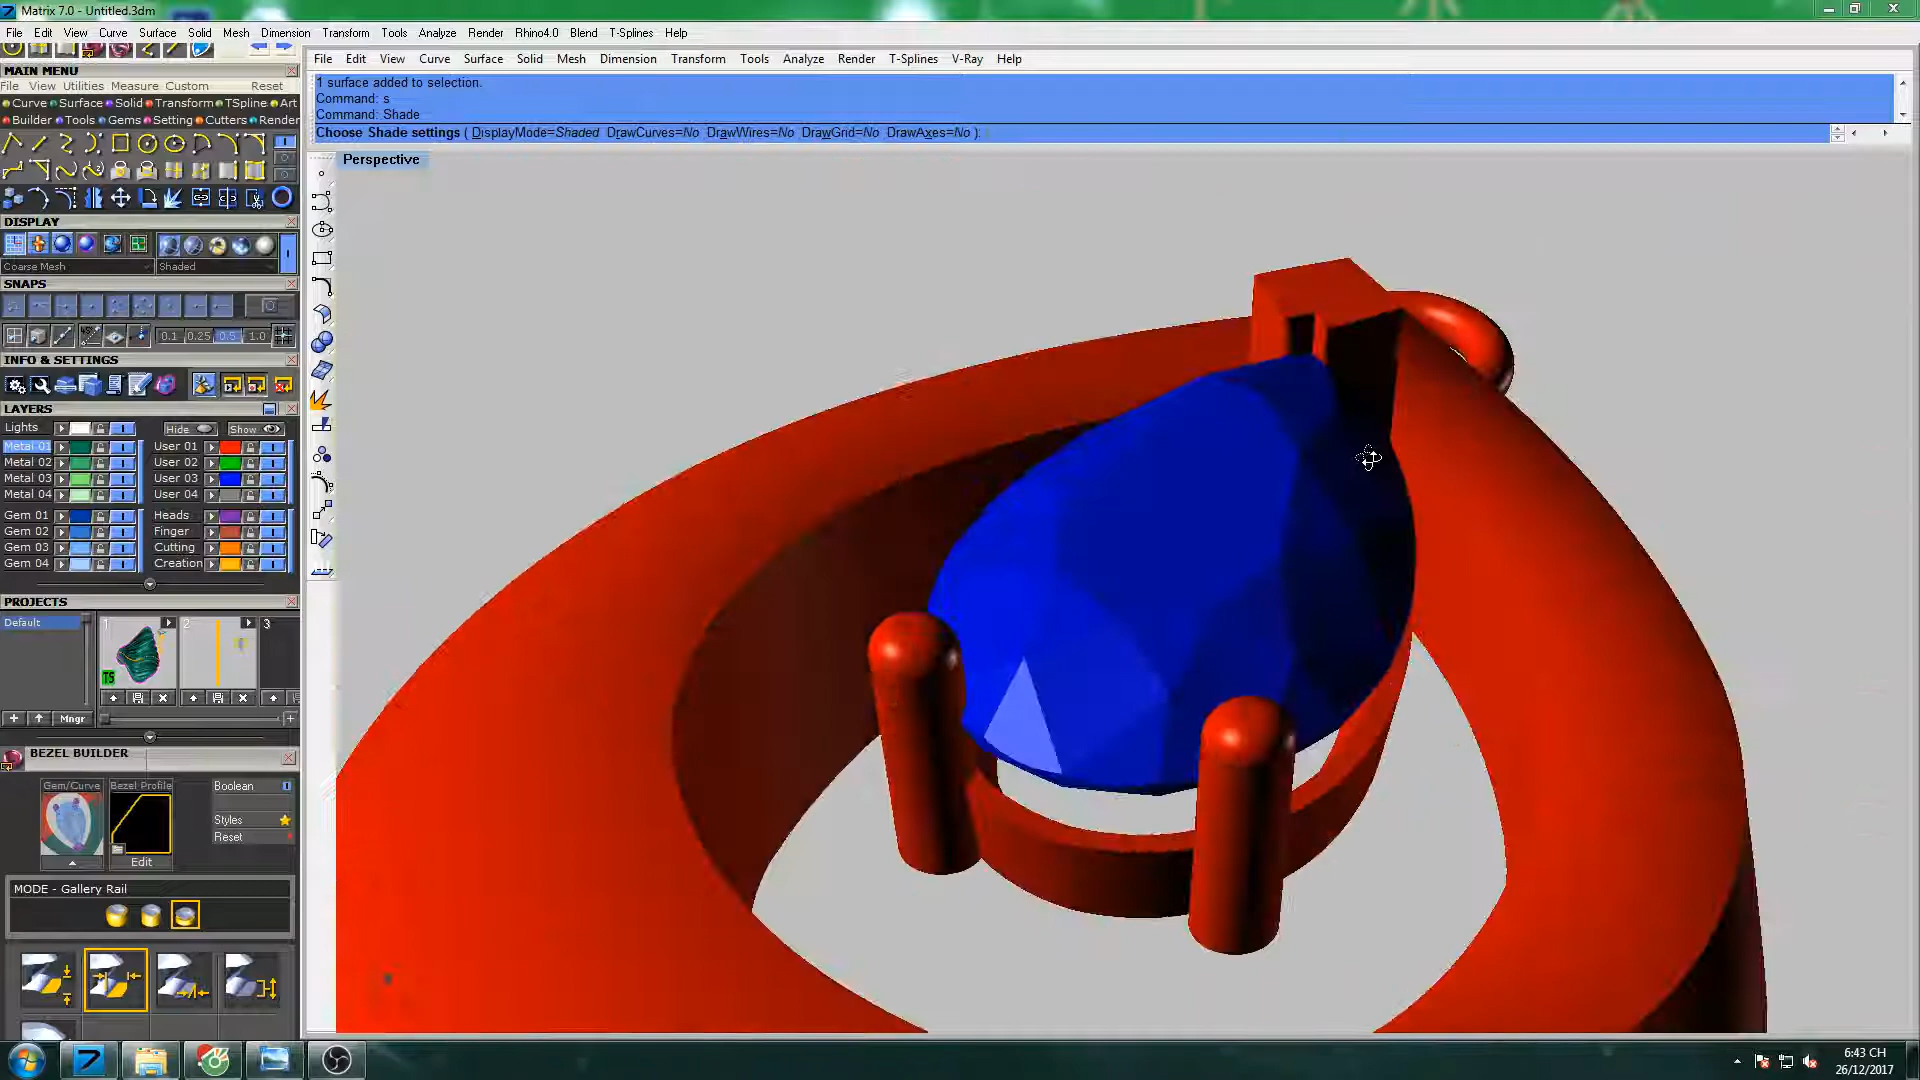 Matrix 7.0 - Untitled.3dm
File Edit View Curve Surface Solid Mesh Dimension Transform Tools Analyze Render Rhino4.0 Blend T-Splines Help
File Edit View Curve Surface Solid Mesh Dimension Transform Tools Analyze Render T-Splines V-Ray Help
MAIN MENU
File View Utilities Measure Custom Reset
Curve Surface Solid Transform TSpline Art
Builder Tools Gems Setting Cutters Render
1 surface added to selection.
Command: s
Command: Shade
Choose Shade settings ( DisplayMode=Shaded DrawCurves=No DrawWires=No DrawGrid=No DrawAxes=No ):
Perspective
DISPLAY
Coarse Mesh Shaded
SNAPS
0.1 0.25 0.5 1.0
INFO & SETTINGS
LAYERS
Lights Hide Show
Metal 01 User 01
Metal 02 User 02
Metal 03 User 03
Metal 04 User 04
Gem 01 Heads
Gem 02 Finger
Gem 03 Cutting
Gem 04 Creation
PROJECTS
Default 1 2 3
TS
Mngr
BEZEL BUILDER
Gem/Curve Bezel Profile Boolean
Styles
Reset
Edit
MODE - Gallery Rail
6:43 CH
26/12/2017